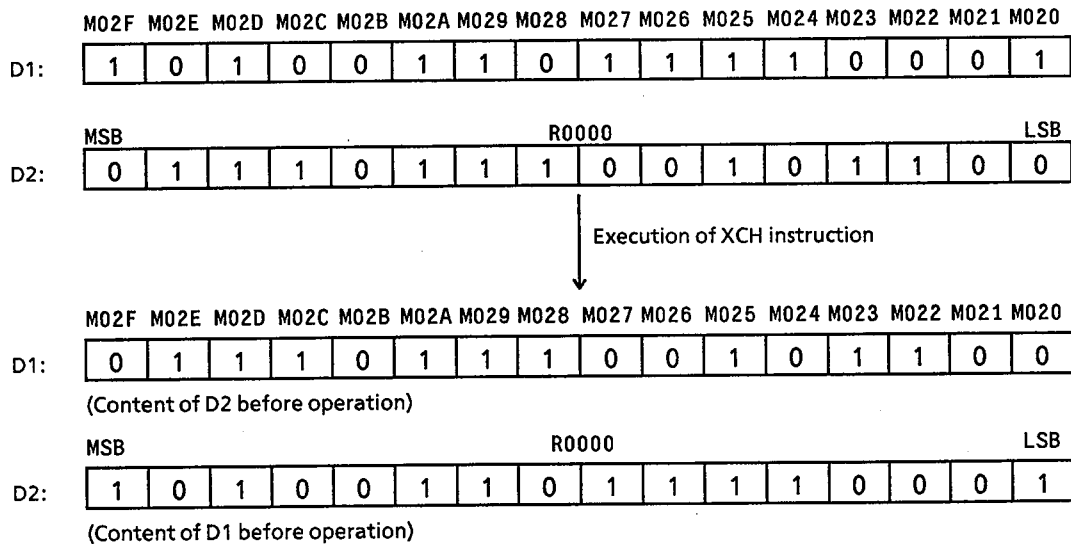 M02F M02E M02D M02C M02B M02A M029 M028 M027 M026 M025 M024 M023 M022 M021 M020
D1: 1 0 1 0 0 1 1 0 1 1 1 1 0 0 0 1
MSB R0000 LSB
D2: 0 1 1 1 0 1 1 1 0 0 1 0 1 1 0 0
Execution of XCH instruction
M02F M02E M02D M02C M02B M02A M029 M028 M027 M026 M025 M024 M023 M022 M021 M020
D1: 0 1 1 1 0 1 1 1 0 0 1 0 1 1 0 0
(Content of D2 before operation)
MSB R0000 LSB
D2: 1 0 1 0 0 1 1 0 1 1 1 1 0 0 0 1
(Content of D1 before operation)